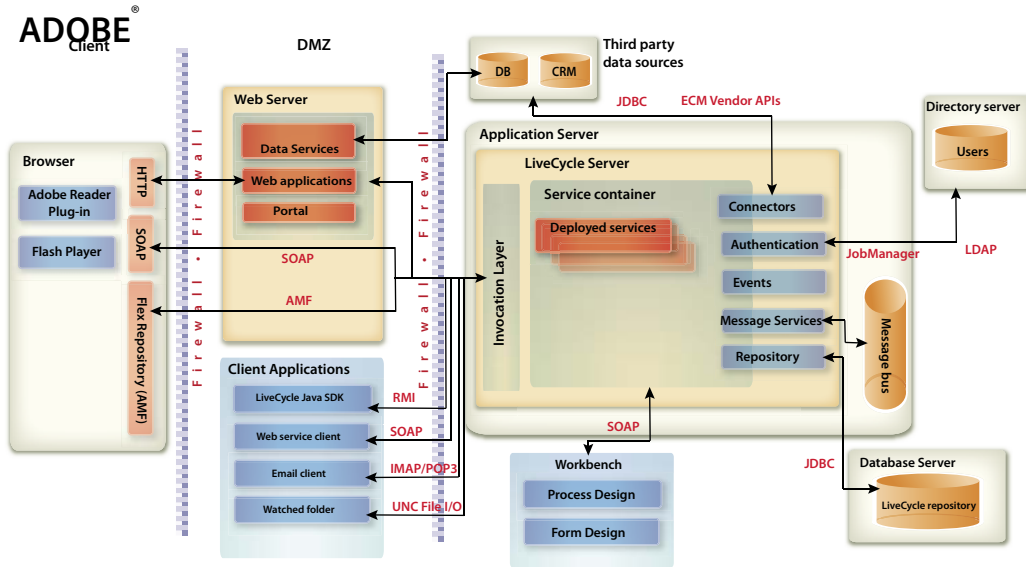 ADOBE®
Client
DMZ
Firewall • Firewall
Firewall • Firewall
Browser
Adobe Reader
Plug-in
Flash Player
HTTP
SOAP
Flex Repository (AMF)
Web Server
Data Services
Web applications
Portal
SOAP
AMF
Client Applications
LiveCycle Java SDK
Web service client
Email client
Watched folder
RMI
SOAP
IMAP/POP3
UNC File I/O
DB
CRM
Third party
data sources
JDBC
ECM Vendor APIs
Application Server
LiveCycle Server
Invocation Layer
Service container
Deployed services
Connectors
Authentication
Events
Message Services
Repository
JobManager
Message bus
Directory server
Users
LDAP
SOAP
Workbench
Process Design
Form Design
JDBC
Database Server
LiveCycle repository